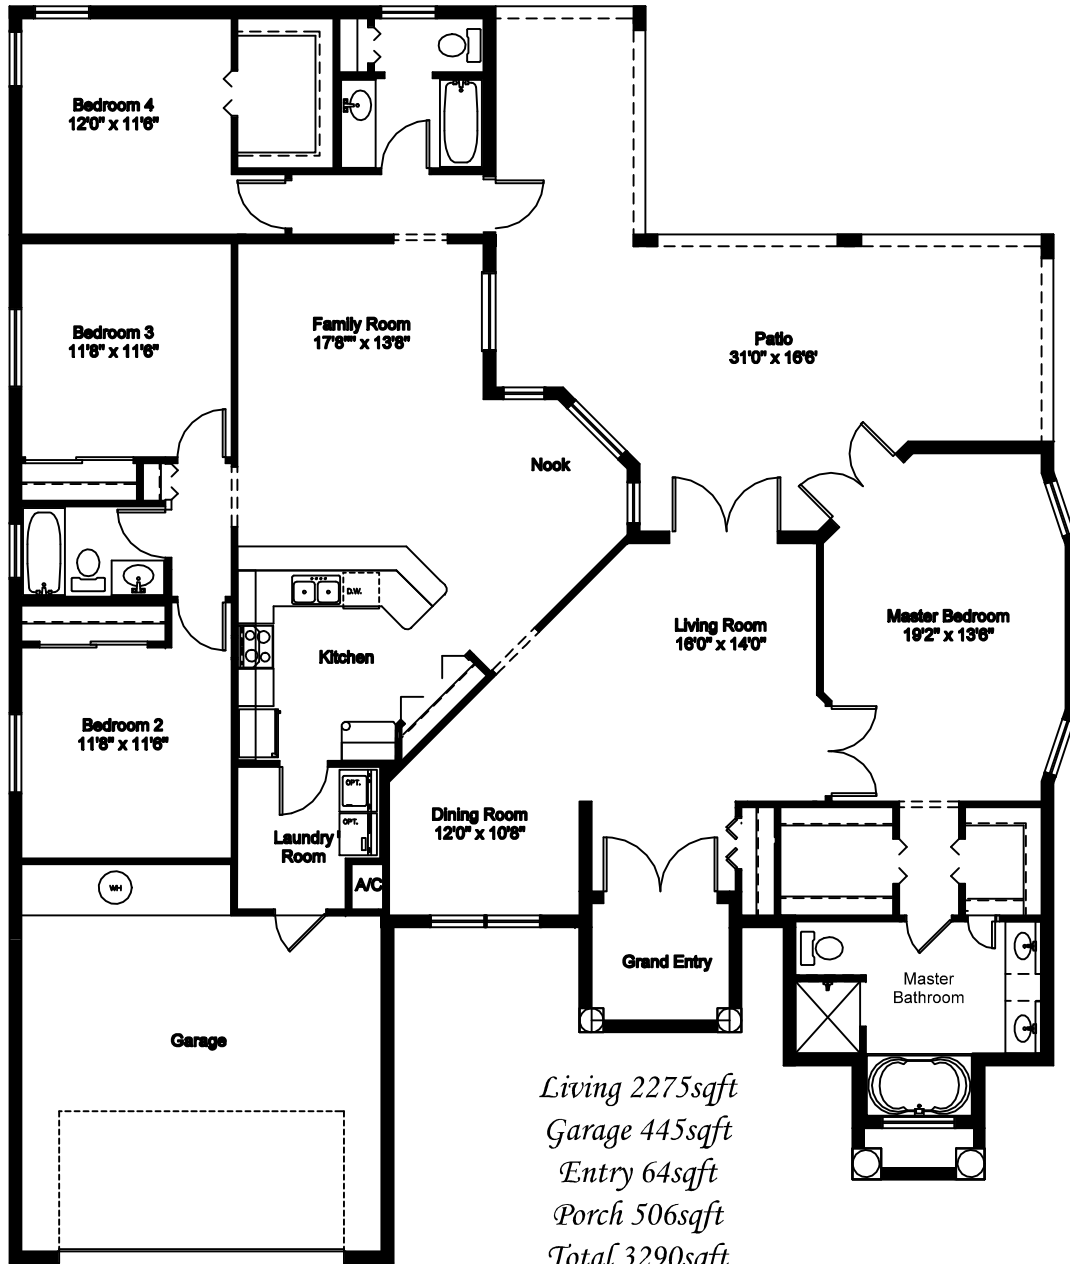 Bedroom 4
12'0" x 11'6"
Bedroom 3
11'8" x 11'6"
Family Room
17'8"" x 13'8"
Patio
31'0" x 16'6'
Nook
D.W.
Kitchen
Living Room
16'0" x 14'0"
Master Bedroom
19'2" x 13'6"
Bedroom 2
11'8" x 11'6"
OPT.
OPT.
Laundry
Room
Dining Room
12'0" x 10'8"
A/C
WH
Grand Entry
Master
Bathroom
Garage
Living 2275sqft
Garage 445sqft
Entry 64sqft
Porch 506sqft
Total 3290sqft